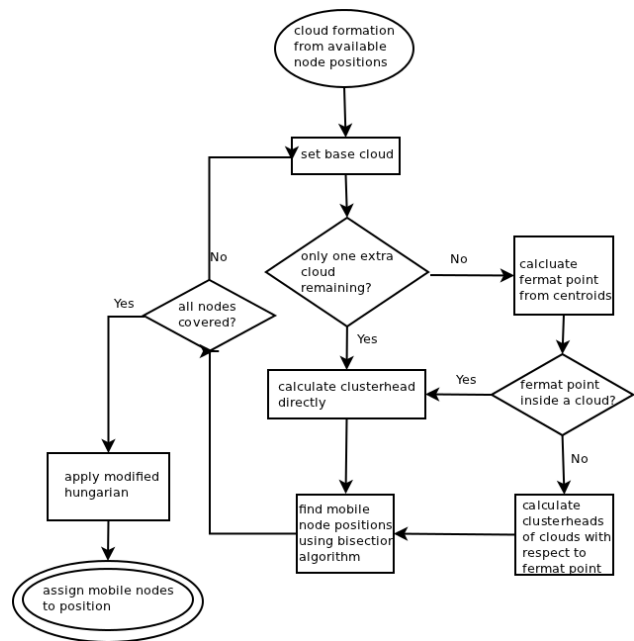 cloud formation
from available
node positions
set base cloud
only one extra
cloud
remaining?
No
calcluate
fermat point
from centroids
No
Yes
all nodes
covered?
Yes
calculate clusterhead
directly
Yes
fermat point
inside a cloud?
No
apply modified
hungarian
find mobile
node positions
using bisection
algorithm
calculate
clusterheads
of clouds with
respect to
fermat point
assign mobile nodes
to position